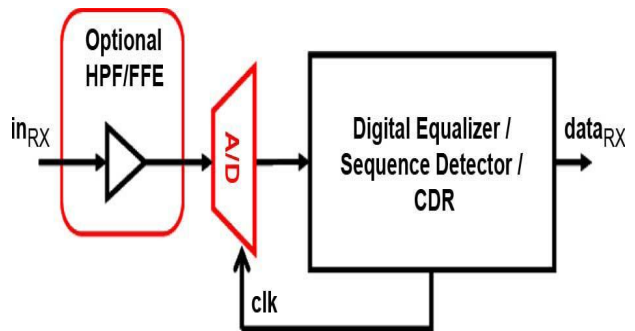 Optional
HPF/FFE
in_RX
A/D
Digital Equalizer /
Sequence Detector /
CDR
data_RX
clk